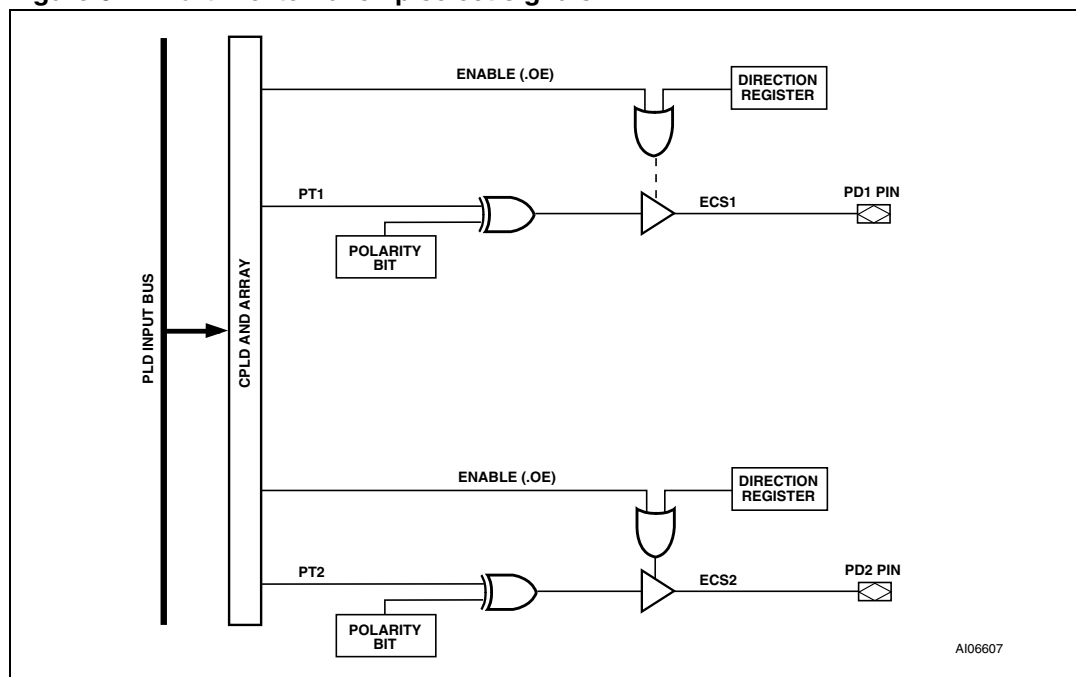 ENABLE (.OE)
DIRECTION
REGISTER
PT1
ECS1
PD1 PIN
POLARITY
BIT
PLD INPUT BUS
CPLD AND ARRAY
ENABLE (.OE)
DIRECTION
REGISTER
PT2
ECS2
PD2 PIN
POLARITY
BIT
AI06607